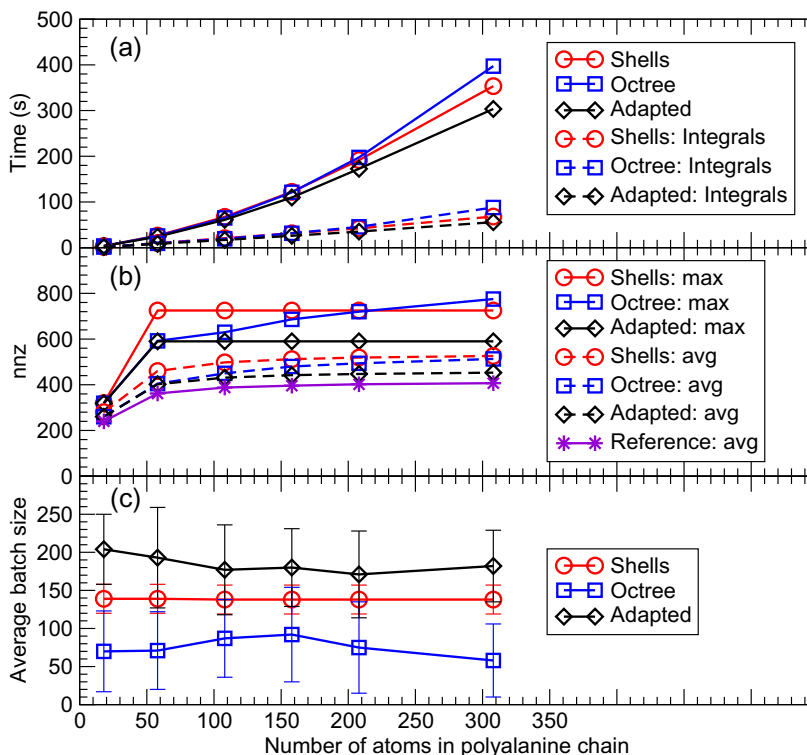 500
400
300
200
100
0
Time (s)
(a)
Shells
Octree
Adapted
Shells: Integrals
Octree: Integrals
Adapted: Integrals
800
600
400
200
0
nnz
(b)
Shells: max
Octree: max
Adapted: max
Shells: avg
Octree: avg
Adapted: avg
Reference: avg
250
200
150
100
50
0
Average batch size
(c)
Shells
Octree
Adapted
0 50 100 150 200 250 300 350
Number of atoms in polyalanine chain